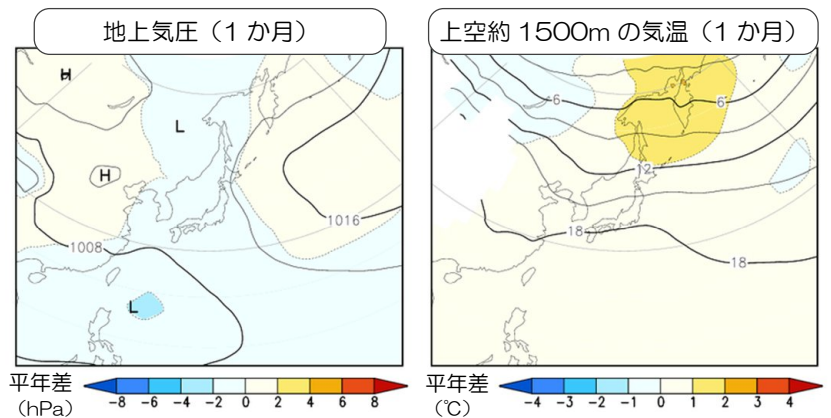 地上気圧（1 か月）
上空約 1500m の気温（1 か月）
H
L
H
1016
1008
L
6
6
12
18
18
平年差
（hPa）
-8 -6 -4 -2 0 2 4 6 8
平年差
（℃）
-4 -3 -2 -1 0 1 2 3 4